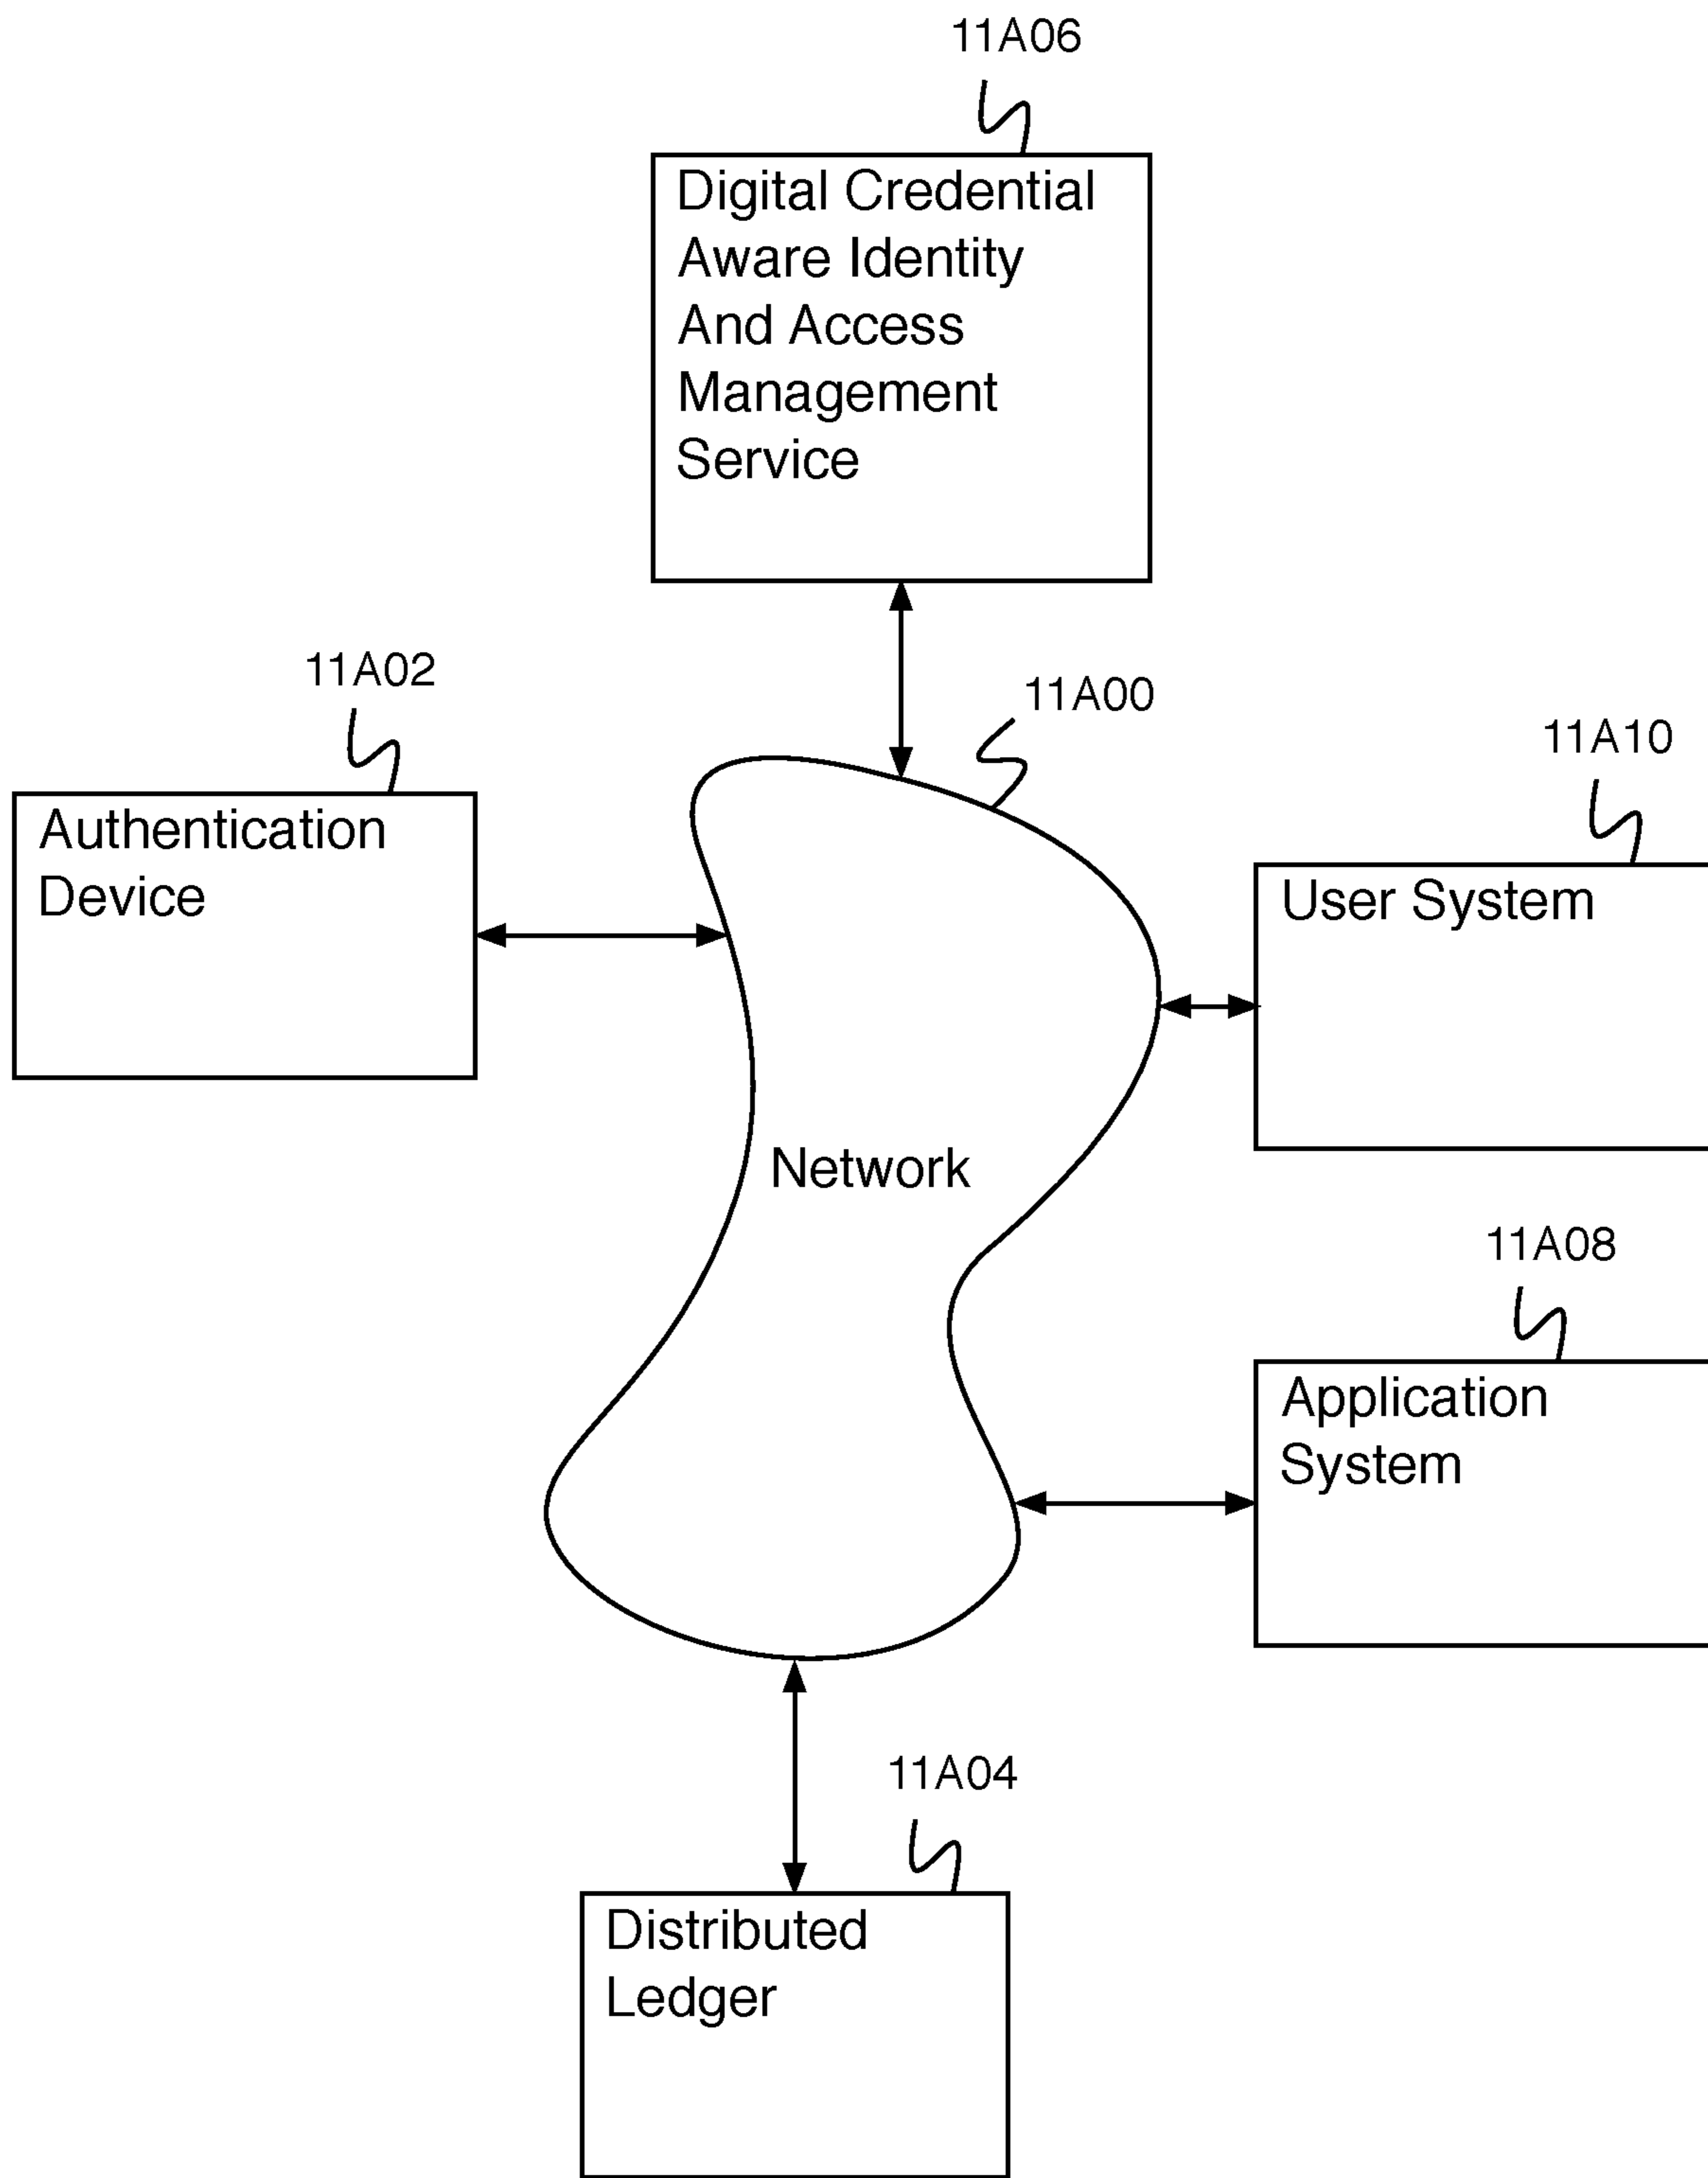 11A06
Digital Credential
Aware Identity
And Access
Management
Service
11A02
11A00
11A10
Authentication
Device
User System
Network
11A08
Application
System
11A04
Distributed
Ledger